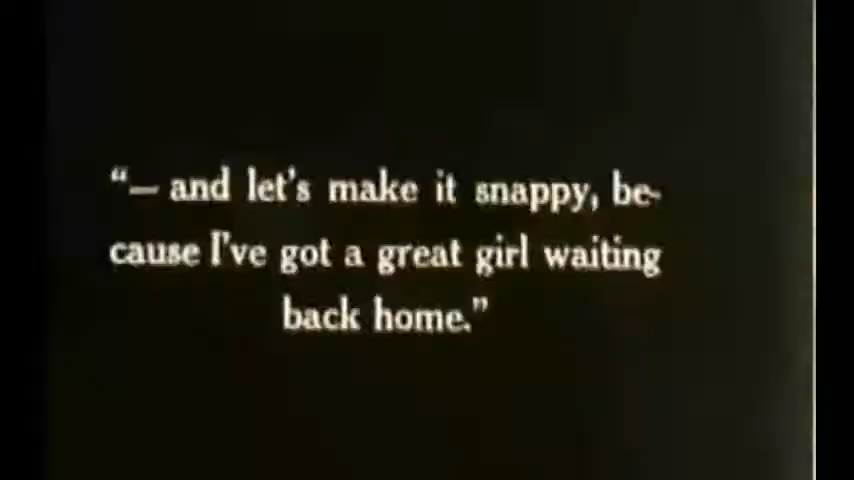 “— and let's make it snappy, be-
cause I've got a great girl waiting
back home.”